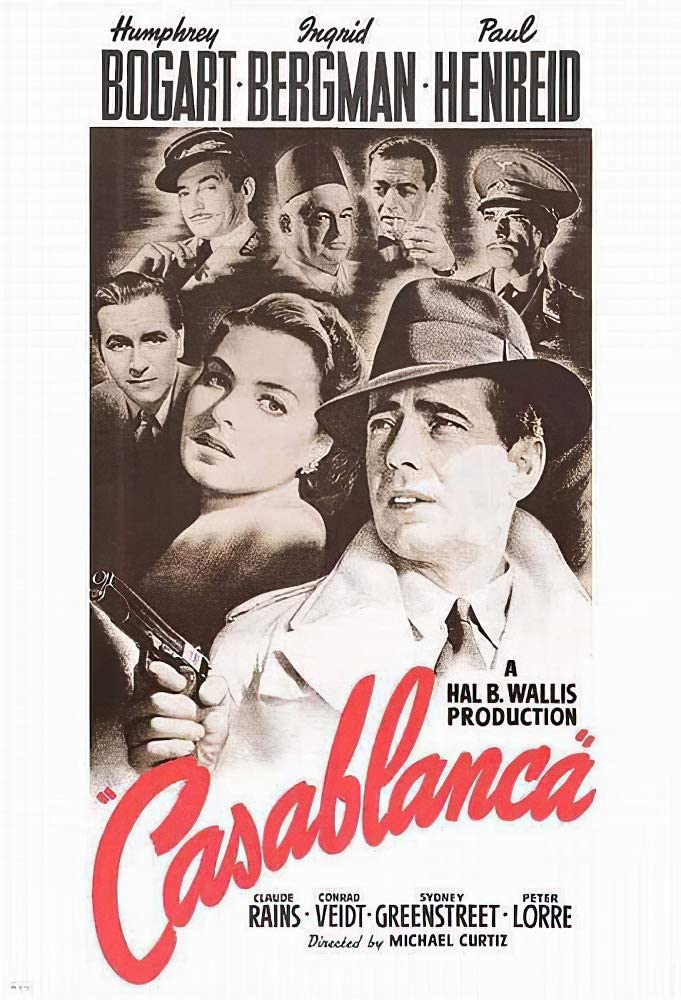 Humphrey Ingrid Paul
BOGART · BERGMAN · HENREID
A
HAL B. WALLIS
PRODUCTION
"Casablanca"
CLAUDE CONRAD SYDNEY PETER
RAINS · VEIDT · GREENSTREET · LORRE
Directed by MICHAEL CURTIZ